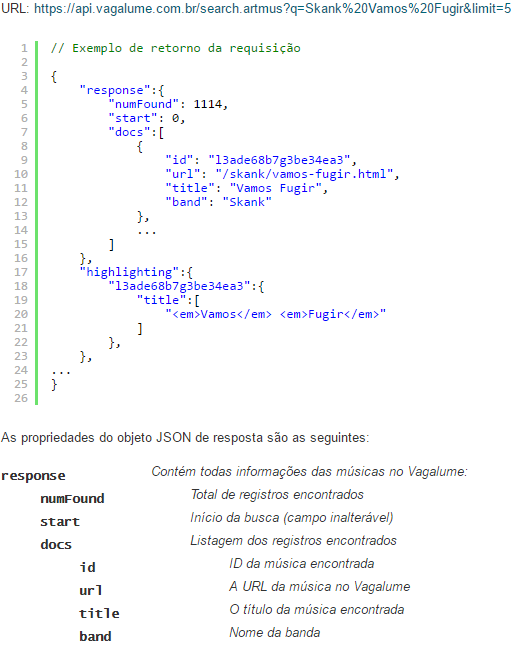 URL: https://api.vagalume.com.br/search.artmus?q=Skank%20Vamos%20Fugir&limit=5
1 // Exemplo de retorno da requisição
2
3 {
4 "response":{
5 "numFound": 1114,
6 "start": 0,
7 "docs":[
8 {
9 "id": "l3ade68b7g3be34ea3",
10 "url": "/skank/vamos-fugir.html",
11 "title": "Vamos Fugir",
12 "band": "Skank"
13 },
14 ...
15 ]
16 },
17 "highlighting":{
18 "l3ade68b7g3be34ea3":{
19 "title":[
20 "<em>Vamos</em> <em>Fugir</em>"
21 ]
22 },
23 },
24 ...
25 }
26
As propriedades do objeto JSON de resposta são as seguintes:
response Contém todas informações das músicas no Vagalume:
numFound Total de registros encontrados
start Início da busca (campo inalterável)
docs Listagem dos registros encontrados
id ID da música encontrada
url A URL da música no Vagalume
title O título da música encontrada
band Nome da banda